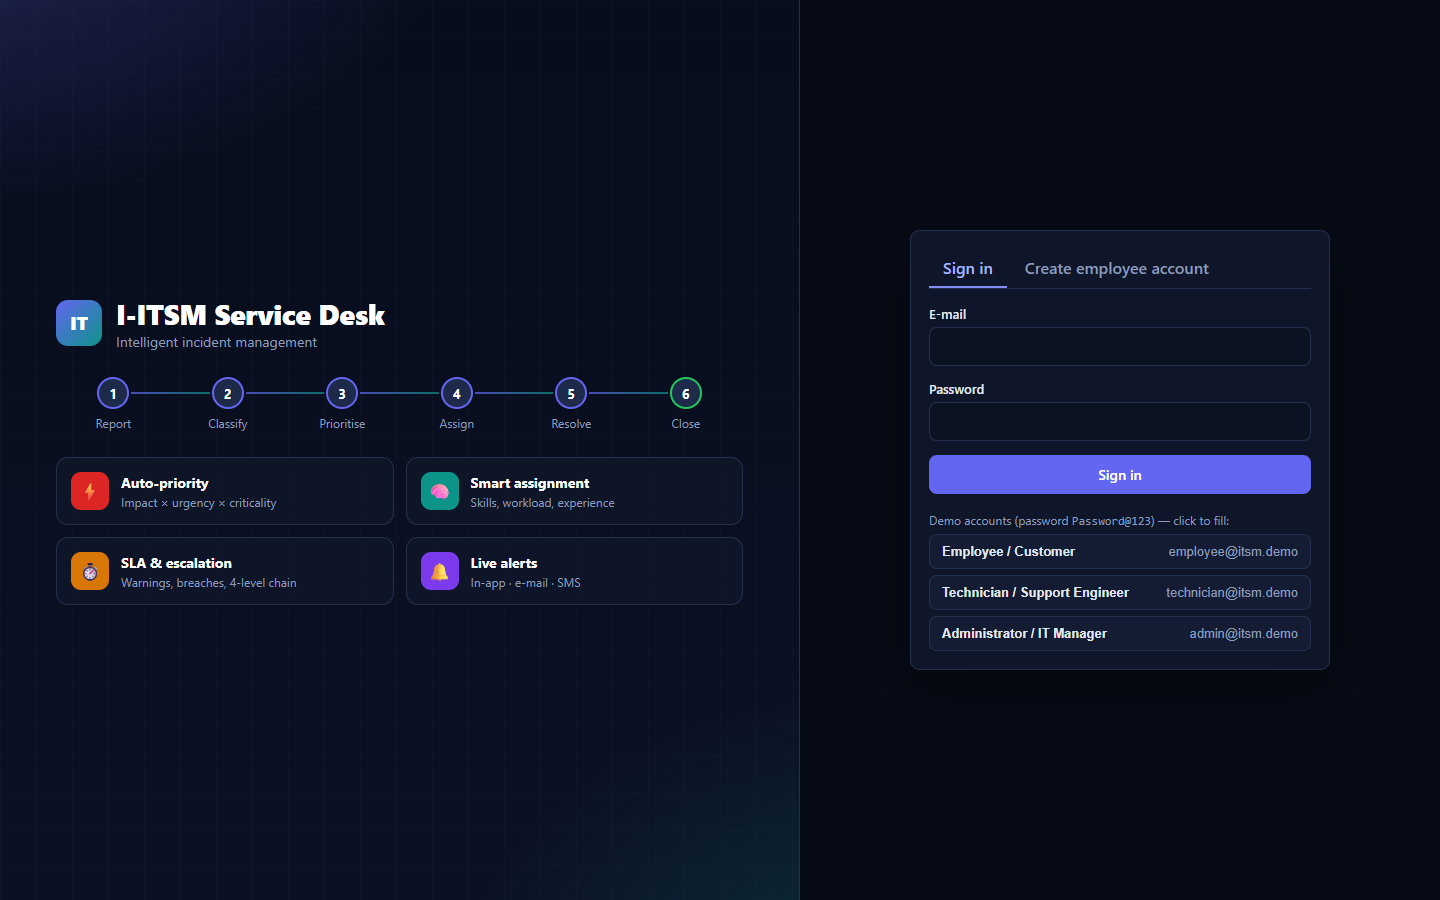 IT
I-ITSM Service Desk
Intelligent incident management
1 2 3 4 5 6
Report Classify Prioritise Assign Resolve Close
Auto-priority
Impact × urgency × criticality
Smart assignment
Skills, workload, experience
SLA & escalation
Warnings, breaches, 4-level chain
Live alerts
In-app · e-mail · SMS
Sign in Create employee account
E-mail
Password
Sign in
Demo accounts (password Password@123) — click to fill:
Employee / Customer employee@itsm.demo
Technician / Support Engineer technician@itsm.demo
Administrator / IT Manager admin@itsm.demo